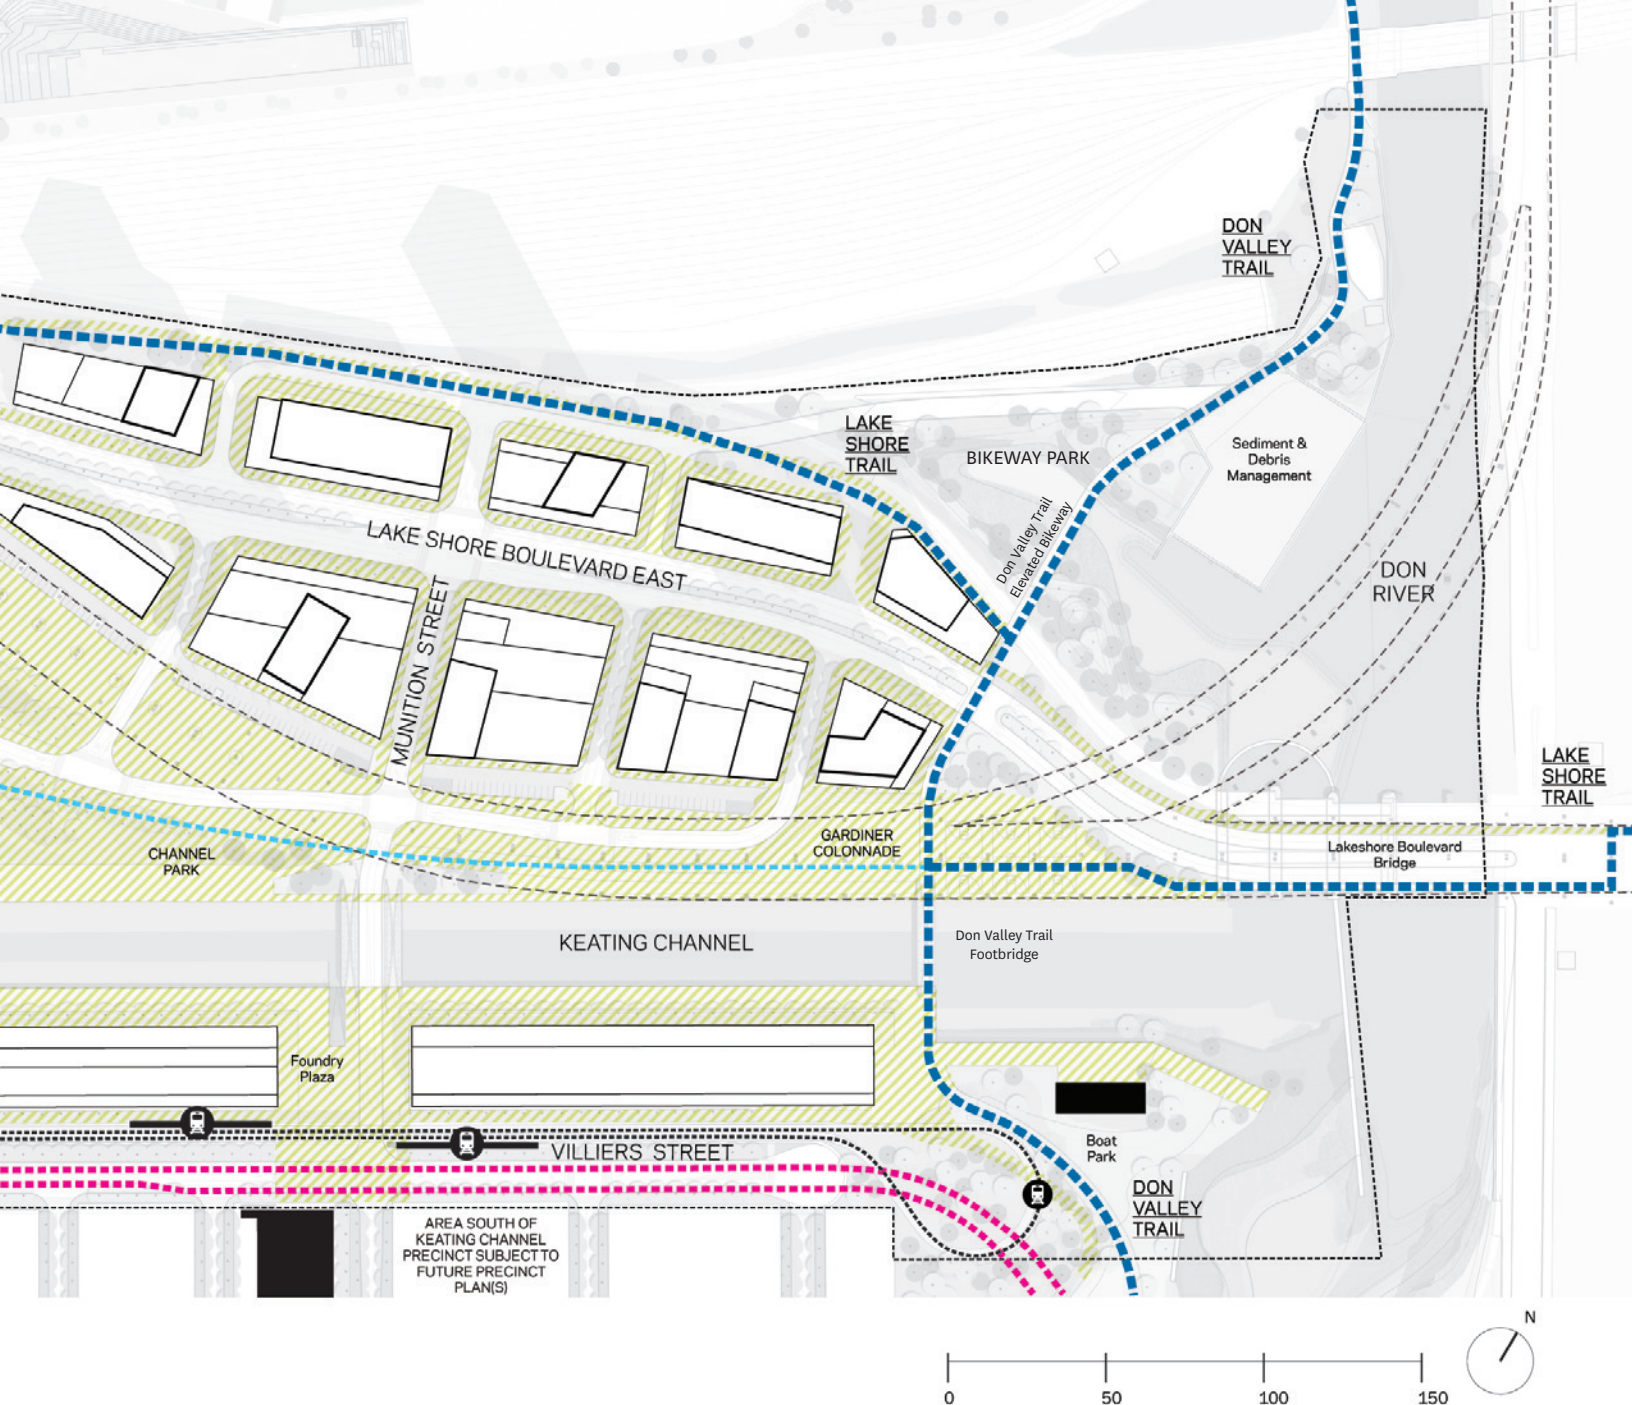 DON
VALLEY
TRAIL
LAKE
SHORE
TRAIL
BIKEWAY PARK
Sediment &
Debris
Management
Don Valley Trail
Elevated Bikeway
LAKE SHORE BOULEVARD EAST
MUNITION STREET
DON
RIVER
LAKE
SHORE
TRAIL
CHANNEL
PARK
GARDINER
COLONNADE
Lakeshore Boulevard
Bridge
KEATING CHANNEL
Don Valley Trail
Footbridge
Foundry
Plaza
VILLIERS STREET
Boat
Park
DON
VALLEY
TRAIL
AREA SOUTH OF
KEATING CHANNEL
PRECINCT SUBJECT TO
FUTURE PRECINCT
PLAN(S)
N
0 50 100 150